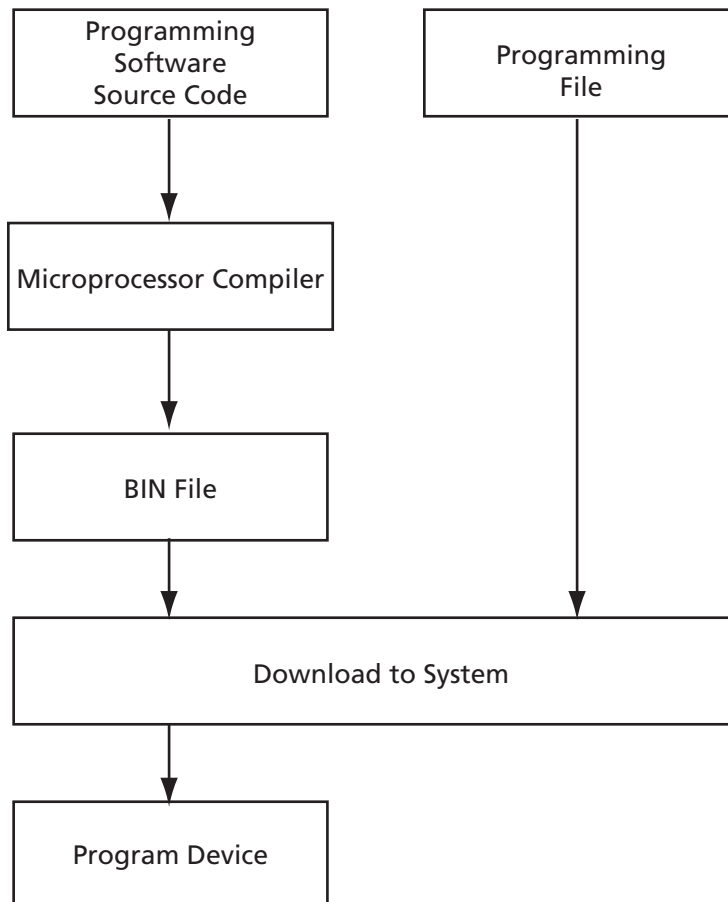 Programming
Software
Source Code
Programming
File
Microprocessor Compiler
BIN File
Download to System
Program Device